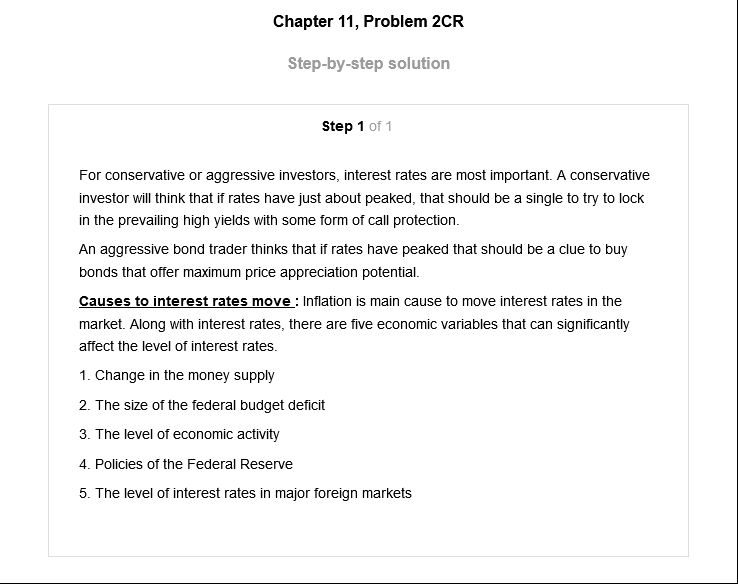 Chapter 11, Problem 2CR
Step-by-step solution
Step 1 of 1
For conservative or aggressive investors, interest rates are most important. A conservative
investor will think that if rates have just about peaked, that should be a single to try to lock
in the prevailing high yields with some form of call protection.
An aggressive bond trader thinks that if rates have peaked that should be a clue to buy
bonds that offer maximum price appreciation potential.
Causes to interest rates move : Inflation is main cause to move interest rates in the
market. Along with interest rates, there are five economic variables that can significantly
affect the level of interest rates.
1. Change in the money supply
2. The size of the federal budget deficit
3. The level of economic activity
4. Policies of the Federal Reserve
5. The level of interest rates in major foreign markets